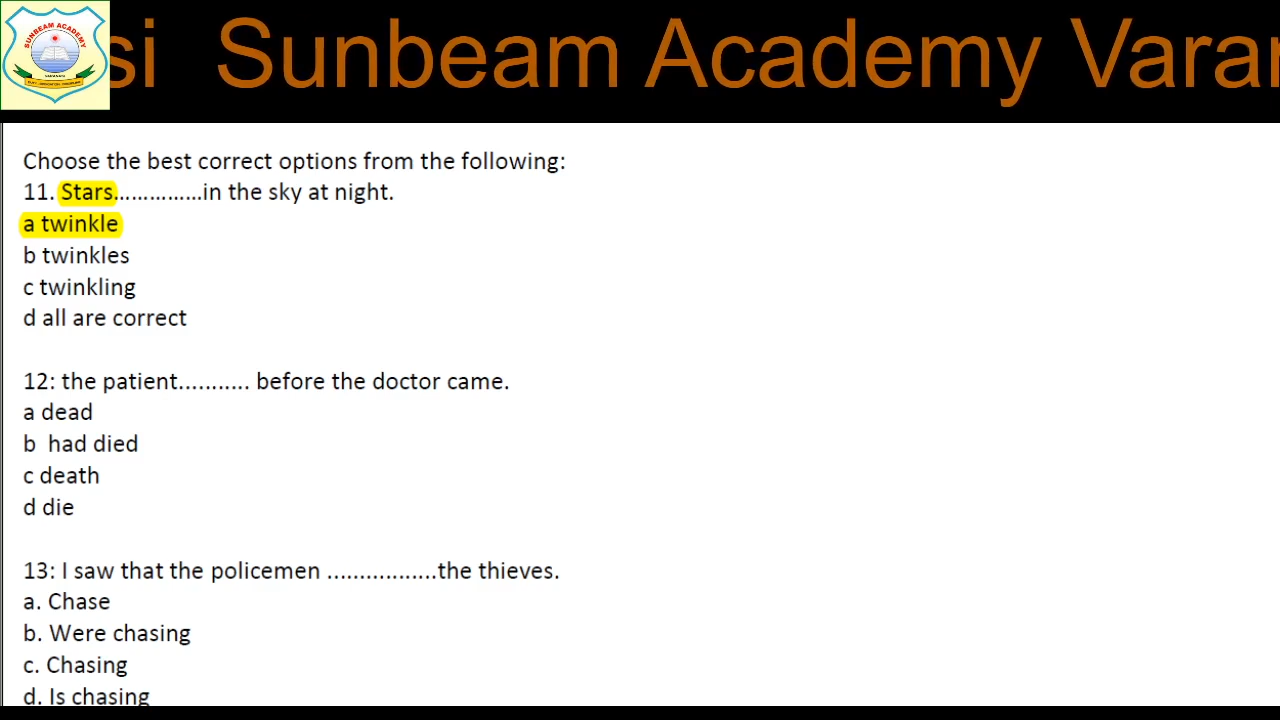 si Sunbeam Academy Varan
SUNBEAM ACADEMY
Choose the best correct options from the following:
11. Stars...............in the sky at night.
a twinkle
b twinkles
c twinkling
d all are correct
12: the patient........... before the doctor came.
a dead
b  had died
c death
d die
13: I saw that the policemen .................the thieves.
a. Chase
b. Were chasing
c. Chasing
d. Is chasing